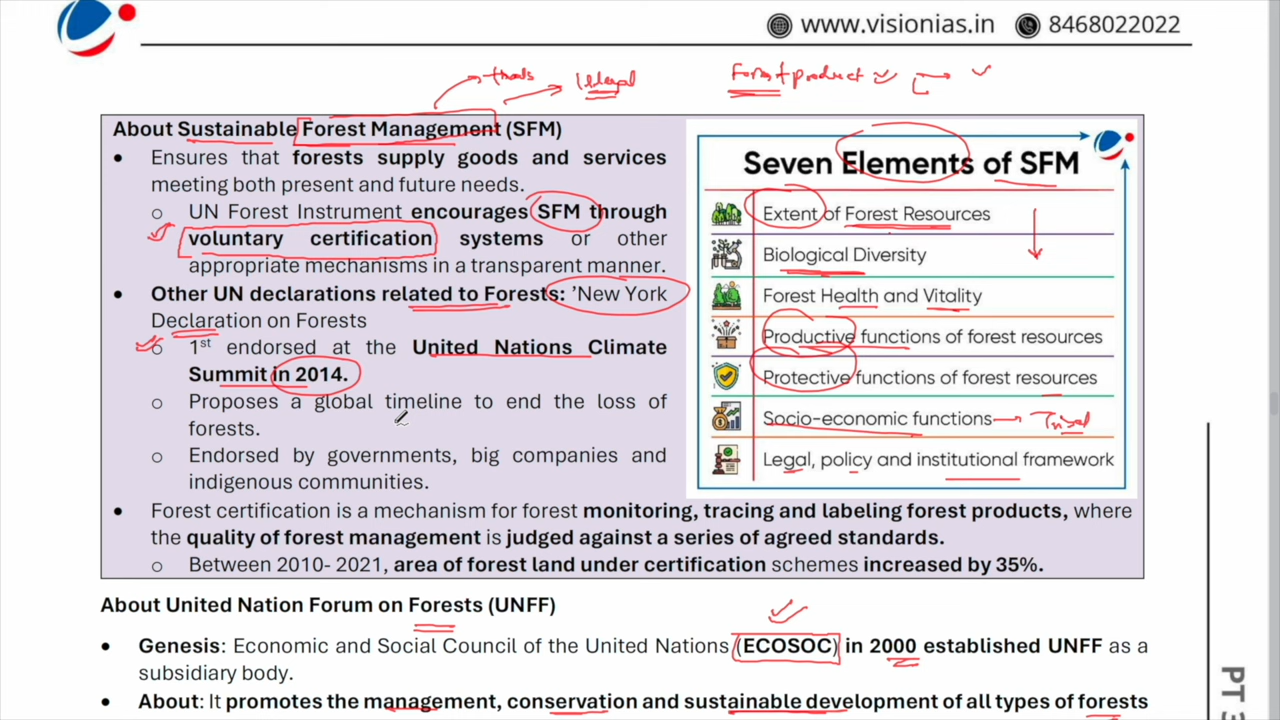 www.visionias.in 8468022022
Illegal Forest product
About Sustainable Forest Management (SFM)
• Ensures that forests supply goods and services
meeting both present and future needs.
o UN Forest Instrument encourages SFM through
voluntary certification systems or other
appropriate mechanisms in a transparent manner.
• Other UN declarations related to Forests: 'New York
Declaration on Forests
o 1st endorsed at the United Nations Climate
Summit in 2014.
o Proposes a global timeline to end the loss of
forests.
o Endorsed by governments, big companies and
indigenous communities.
Seven Elements of SFM
Extent of Forest Resources
Biological Diversity
Forest Health and Vitality
Productive functions of forest resources
Protective functions of forest resources
Socio-economic functions
Legal, policy and institutional framework
• Forest certification is a mechanism for forest monitoring, tracing and labeling forest products, where
the quality of forest management is judged against a series of agreed standards.
o Between 2010- 2021, area of forest land under certification schemes increased by 35%.
About United Nation Forum on Forests (UNFF)
• Genesis: Economic and Social Council of the United Nations (ECOSOC) in 2000 established UNFF as a
subsidiary body.
• About: It promotes the management, conservation and sustainable development of all types of forests
PT 3